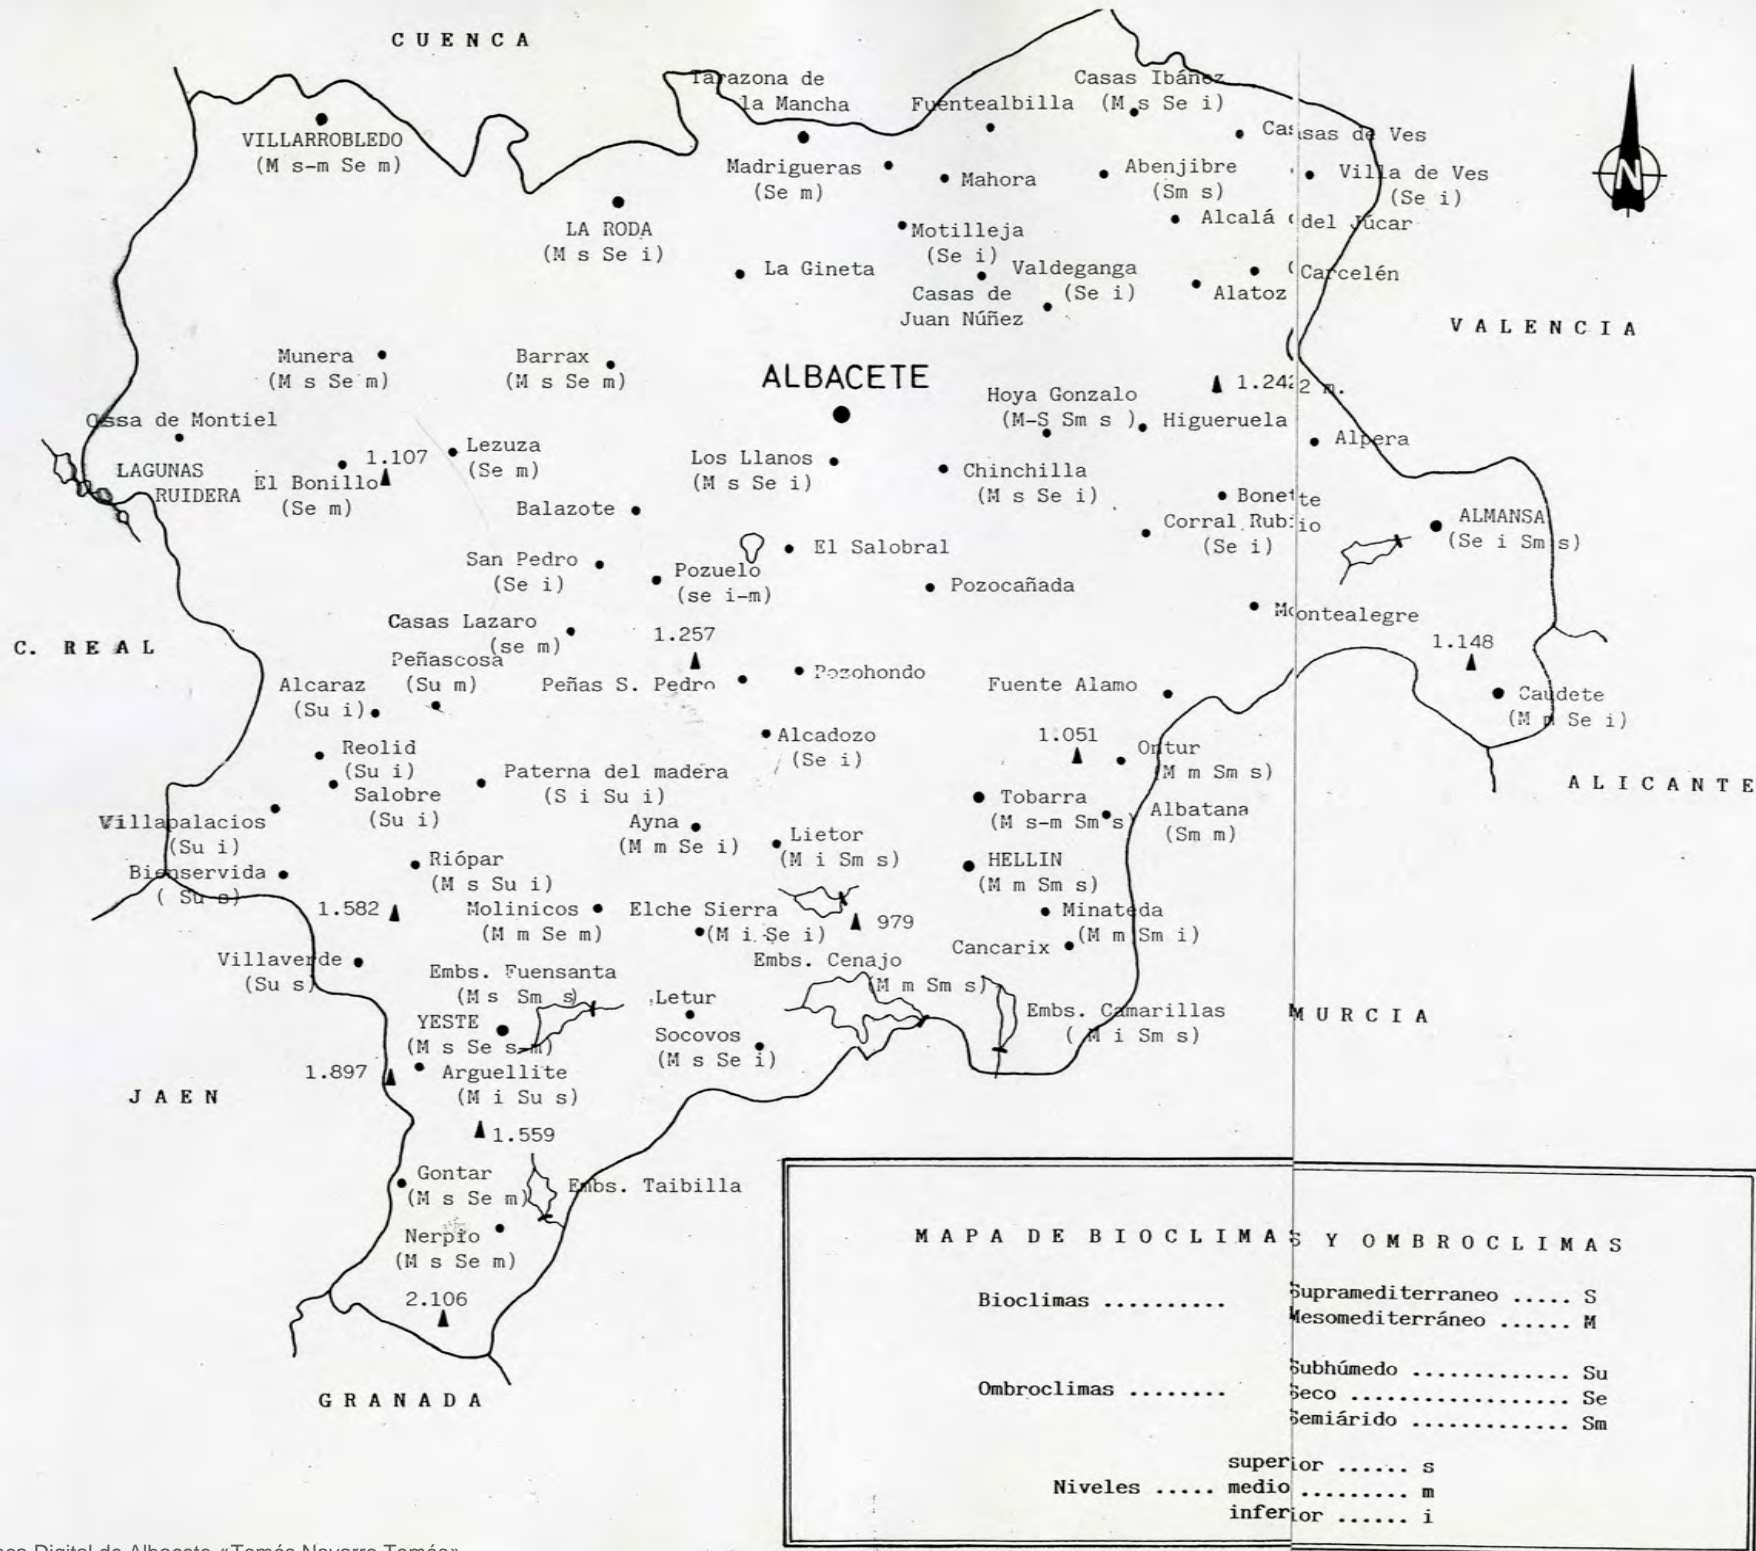 CUENCA
Tarazona de
la Mancha
Casas Ibánez
(M s Se i)
Fuentealbilla
VILLARROBLEDO
(M s-m Se m)
Casas de Ves
Madrigueras
(Se m)
Mahora
Abenjibre
(Sm s)
Villa de Ves
(Se i)
N
LA RODA
(M s Se i)
Motilleja
(Se i)
Alcalá del Júcar
La Gineta
Valdeganga
(Se i)
Carcelén
Casas de
Juan Núñez
Alatoz
VALENCIA
Munera
(M s Se m)
Barrax
(M s Se m)
ALBACETE
1.242 m.
Hoya Gonzalo
(M-S Sm s )
Higueruela
Ossa de Montiel
Alpera
LAGUNAS
RUIDERA
1.107
El Bonillo
(Se m)
Lezuza
(Se m)
Los Llanos
(M s Se i)
Chinchilla
(M s Se i)
Bonete
Balazote
Corral Rubio
(Se i)
ALMANSA
(Se i Sm s)
El Salobral
San Pedro
(Se i)
Pozuelo
(se i-m)
Pozocañada
Montealegre
Casas Lazaro
(se m)
1.257
C. REAL
1.148
Peñascosa
(Su m)
Alcaraz
(Su i)
Peñas S. Pedro
Pozohondo
Fuente Alamo
Caudete
(M m Se i)
Alcadozo
(Se i)
1.051
Ontur
(M m Sm s)
Reolid
(Su i)
Salobre
(Su i)
Paterna del madera
(S i Su i)
ALICANTE
Tobarra
(M s-m Sm s)
Albatana
(Sm m)
Villapalacios
(Su i)
Ayna
(M m Se i)
Lietor
(M i Sm s)
Bienservida
( Su s)
Riópar
(M s Su i)
HELLIN
(M m Sm s)
1.582
Molinicos
(M m Se m)
Elche Sierra
(M i Se i)
979
Minateda
(M m Sm i)
Cancarix
Villaverde
(Su s)
Embs. Fuensanta
(M s Sm s)
Embs. Cenajo
(M m Sm s)
Letur
YESTE
(M s Se s-m)
Socovos
(M s Se i)
Embs. Camarillas
( M i Sm s)
MURCIA
1.897
Arguellite
(M i Su s)
JAEN
1.559
Gontar
(M s Se m)
Embs. Taibilla
Nerpio
(M s Se m)
2.106
GRANADA
MAPA DE BIOCLIMAS Y OMBROCLIMAS
Bioclimas .......... Supramediterraneo ..... S
Mesomediterráneo ...... M
Ombroclimas ........ Subhúmedo ............. Su
Seco .................. Se
Semiárido ............. Sm
superior ...... s
Niveles ..... medio ......... m
inferior ...... i
Digital de Albacete «Tomás Navarro Tomás»